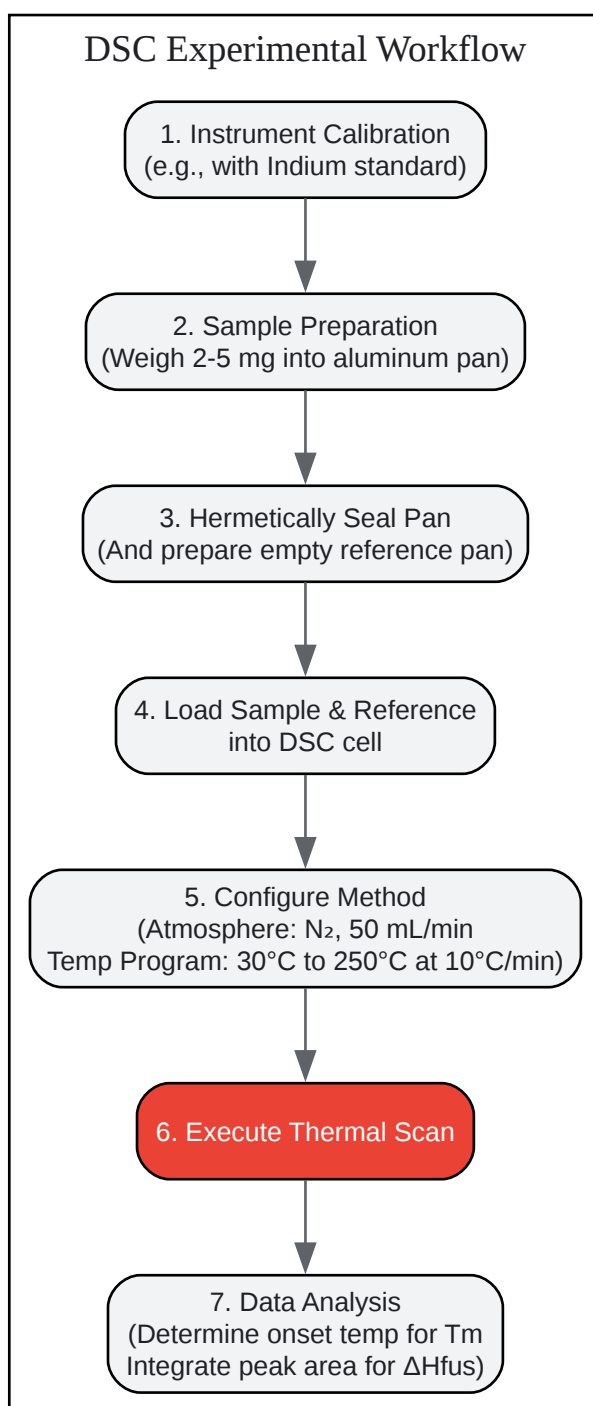 DSC Experimental Workflow
1. Instrument Calibration
(e.g., with Indium standard)
2. Sample Preparation
(Weigh 2-5 mg into aluminum pan)
3. Hermetically Seal Pan
(And prepare empty reference pan)
4. Load Sample & Reference
into DSC cell
5. Configure Method
(Atmosphere: N₂, 50 mL/min
Temp Program: 30°C to 250°C at 10°C/min)
6. Execute Thermal Scan
7. Data Analysis
(Determine onset temp for Tm
Integrate peak area for ΔHfus)